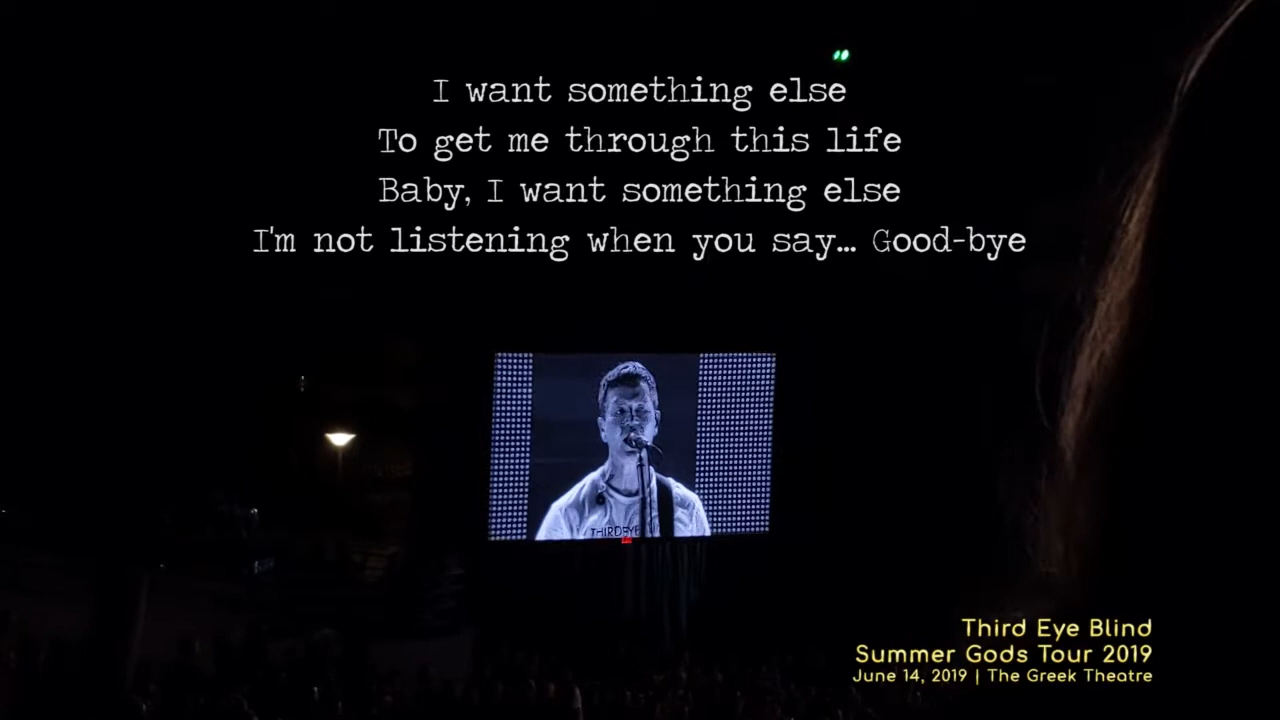 I want something else
To get me through this life
Baby, I want something else
I'm not listening when you say... Good-bye
THIRDEYE
Third Eye Blind
Summer Gods Tour 2019
June 14, 2019 | The Greek Theatre